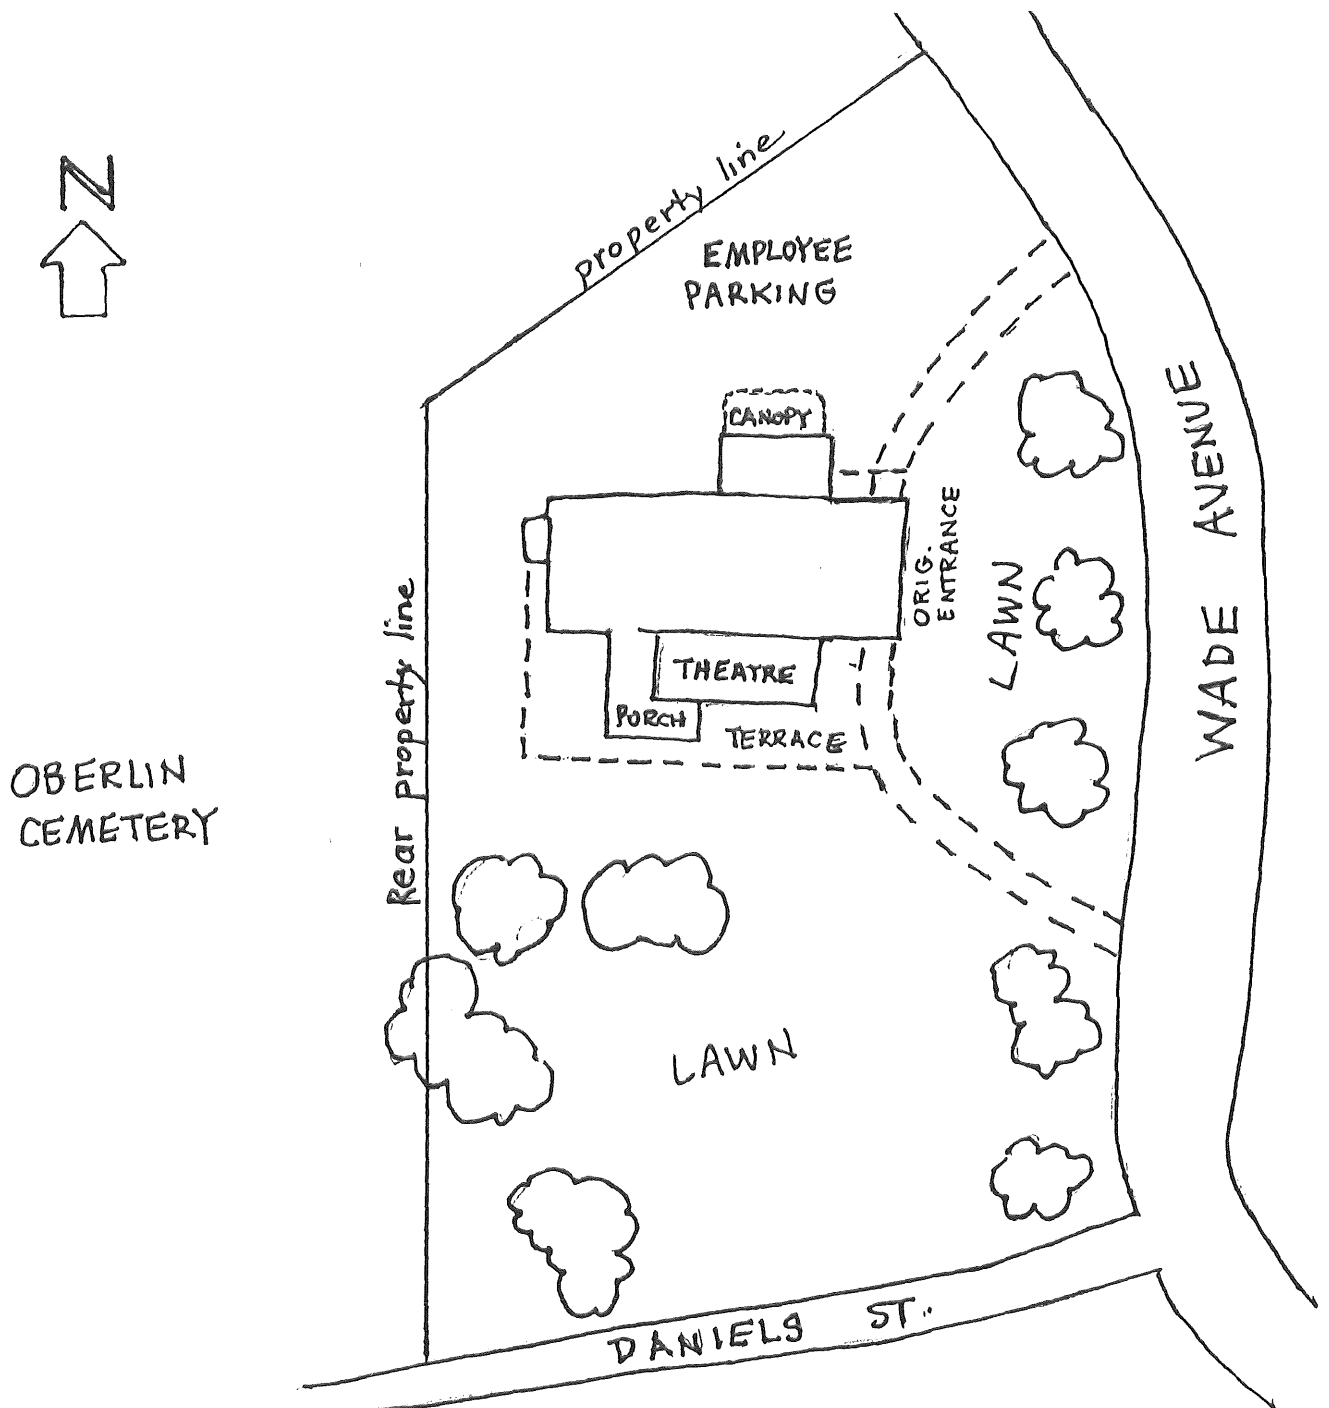 N
property line
EMPLOYEE
PARKING
CANOPY
WADE AVENUE
ORIG.
ENTRANCE
LAWN
Rear property line
THEATRE
PORCH
TERRACE
OBERLIN
CEMETERY
LAWN
DANIELS ST.